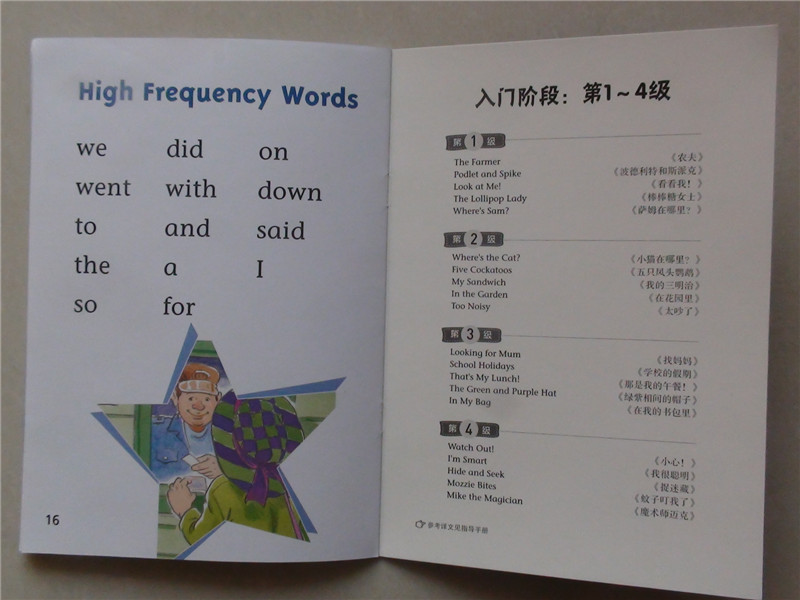 High Frequency Words
we did on
went with down
to and said
the a I
so for
16
入门阶段：第1～4级
第1级
The Farmer 《农夫》
Podlet and Spike 《波德利特和斯派克》
Look at Me! 《看看我！》
The Lollipop Lady 《棒棒糖女士》
Where's Sam? 《萨姆在哪里？》
第2级
Where's the Cat? 《小猫在哪里？》
Five Cockatoos 《五只凤头鹦鹉》
My Sandwich 《我的三明治》
In the Garden 《在花园里》
Too Noisy 《太吵了》
第3级
Looking for Mum 《找妈妈》
School Holidays 《学校的假期》
That's My Lunch! 《那是我的午餐！》
The Green and Purple Hat 《绿紫相间的帽子》
In My Bag 《在我的书包里》
第4级
Watch Out! 《小心！》
I'm Smart 《我很聪明》
Hide and Seek 《捉迷藏》
Mozzie Bites 《蚊子叮我了》
Mike the Magician 《魔术师迈克》
参考译文见指导手册